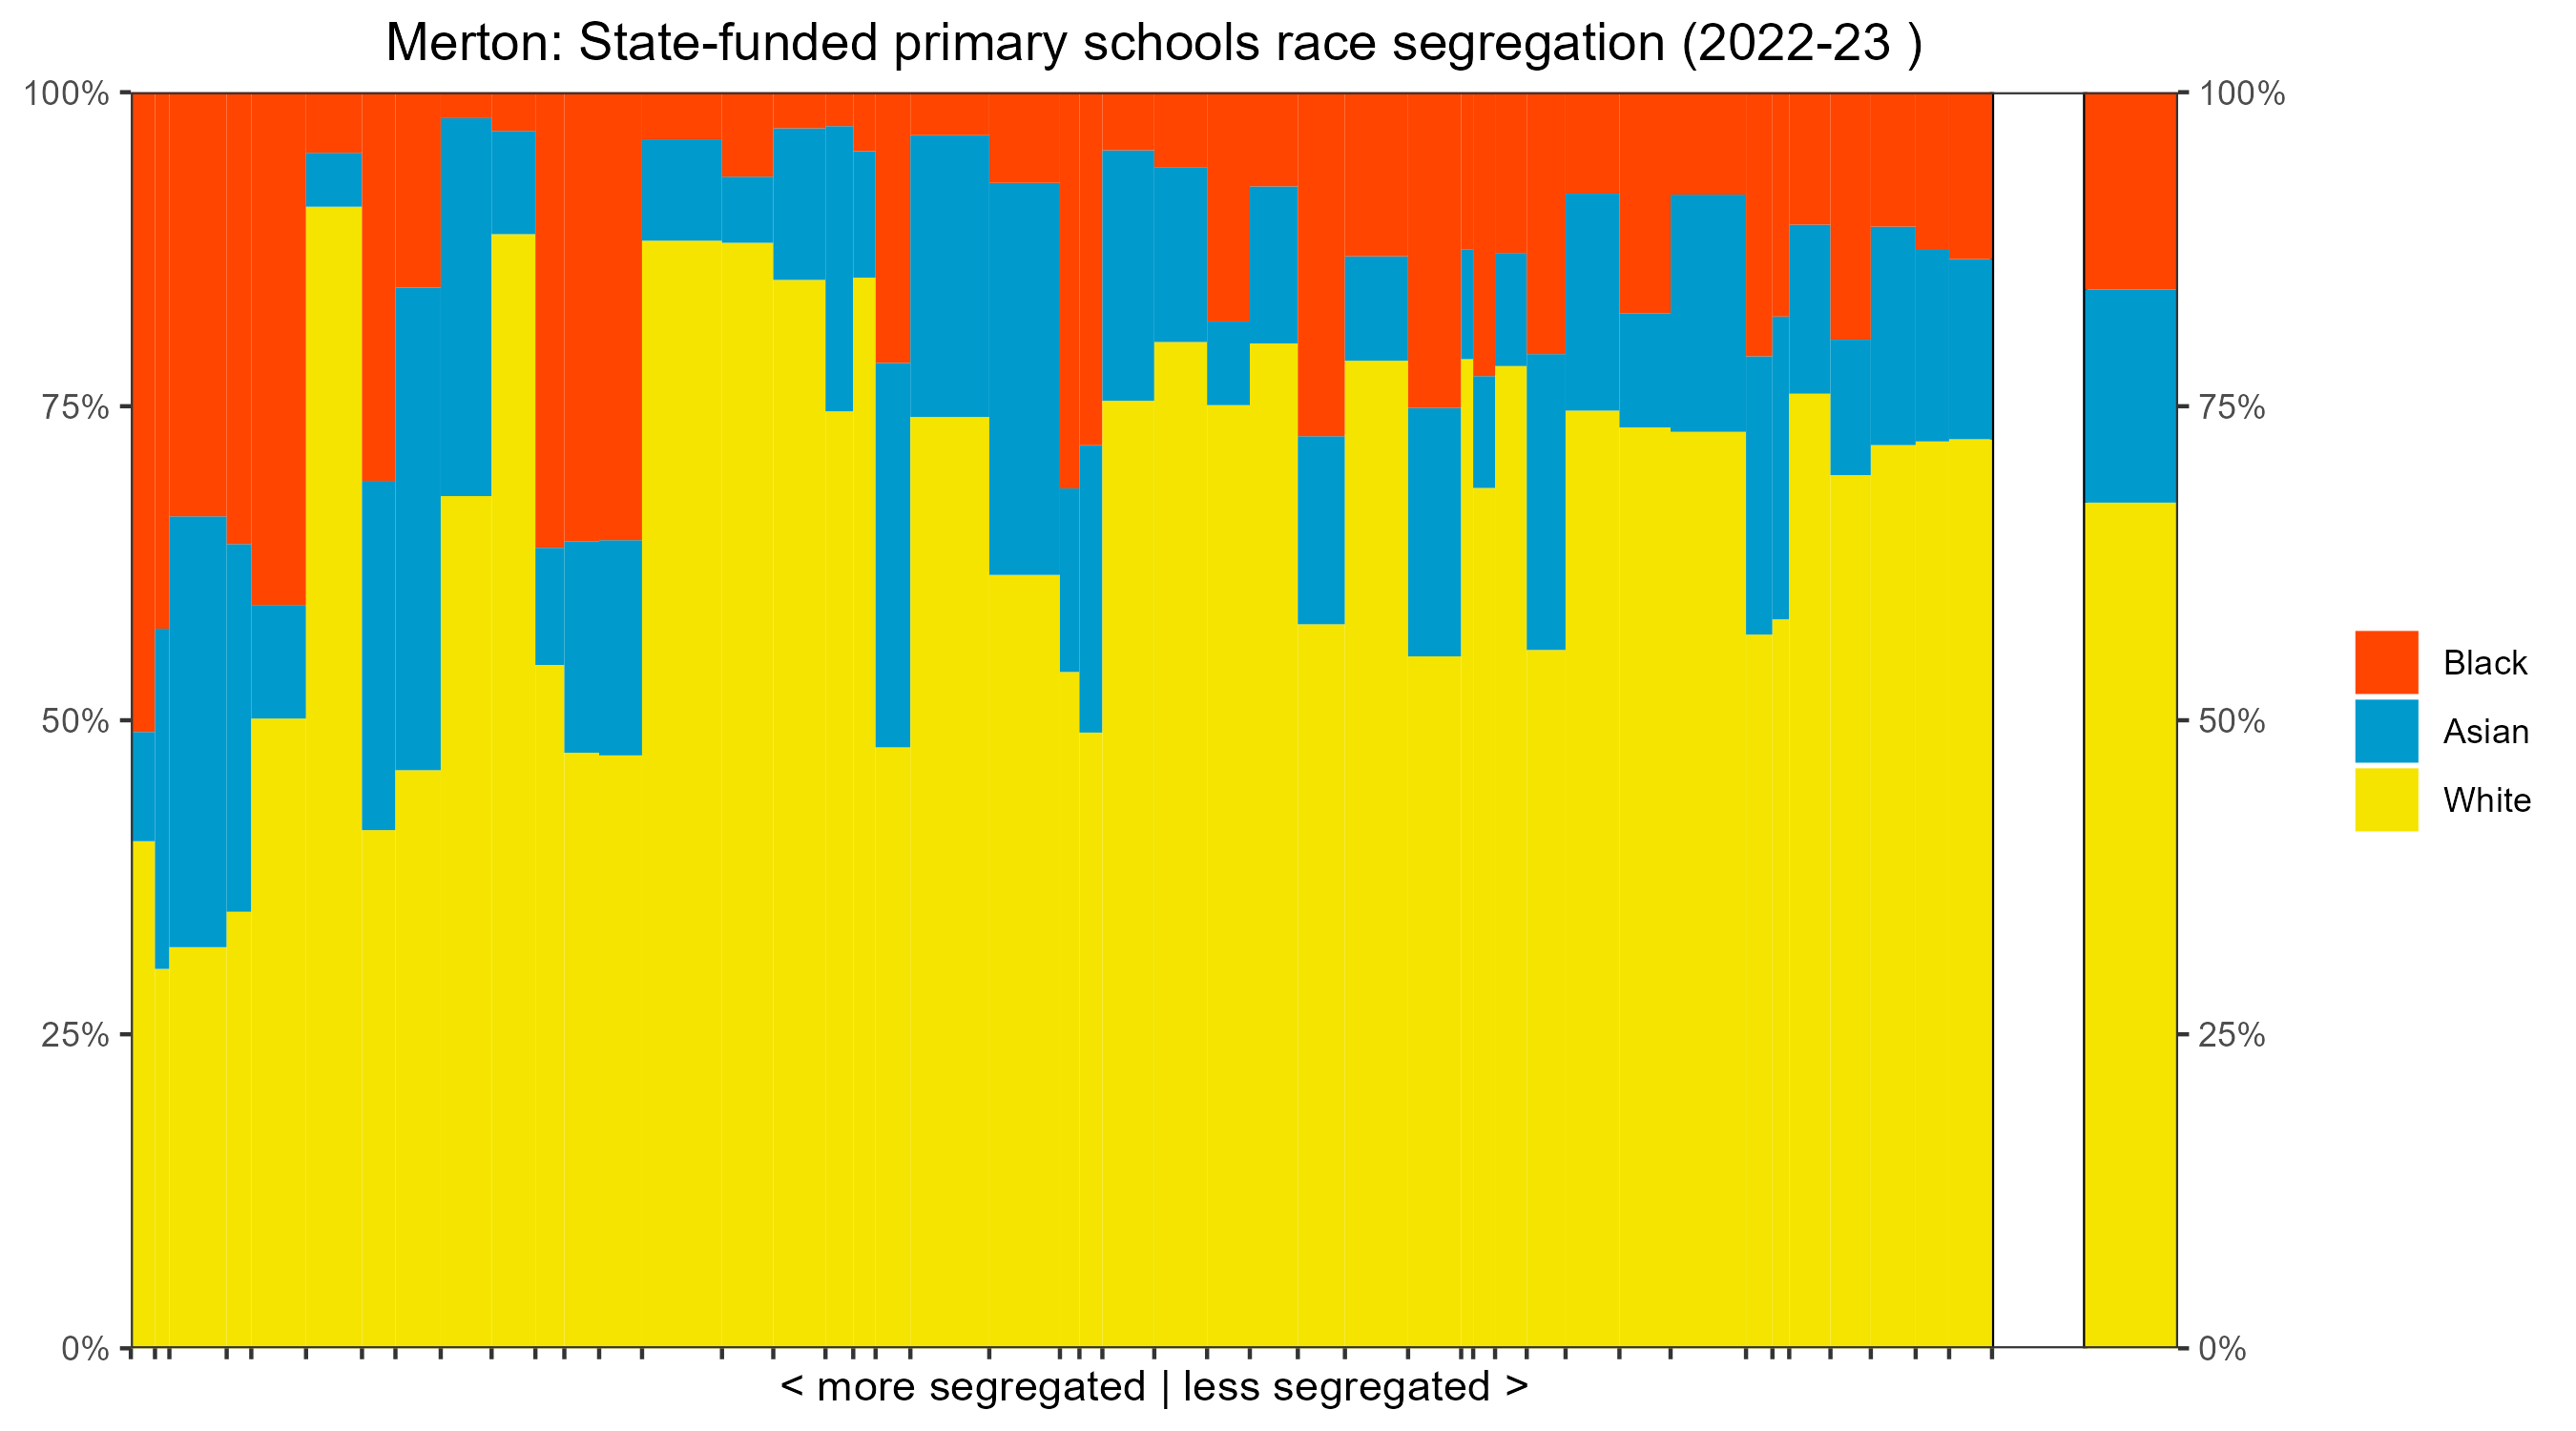 Merton: State-funded primary schools race segregation (2022-23 )
100%
75%
50%
25%
0%
100%
75%
50%
25%
0%
Black
Asian
White
< more segregated | less segregated >